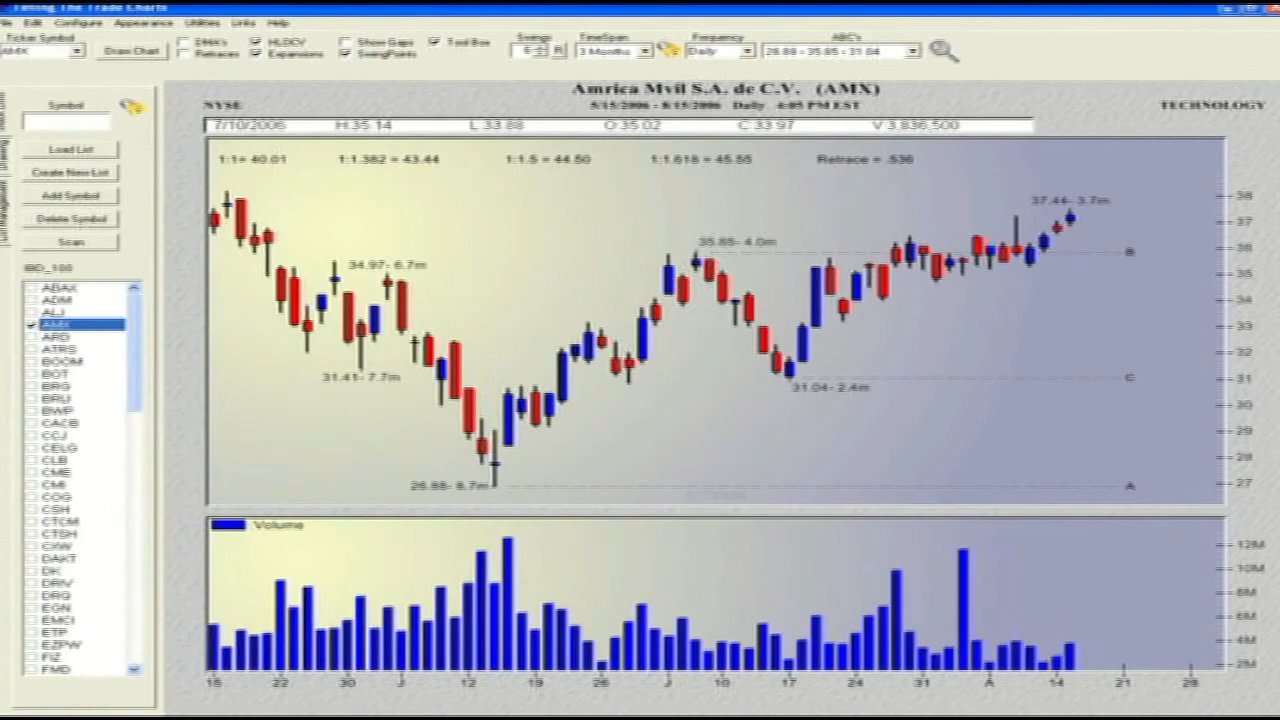 Timing The Trade Charts
File Edit Configure Appearance Utilities Links Help
Ticker Symbol
AMX
Draw Chart
DMA's
HLOCV
Show Gaps
Tool Box
Retraces
Expansions
SwingPoints
Swings
6
R
TimeSpan
3 Months
Frequency
Daily
ABC's
26.88 - 35.85 - 31.04
Symbol
Load List
Create New List
Add Symbol
Delete Symbol
Scan
IBD_100
ABAX
ADM
ALJ
AMX
ARD
ATRS
BOOM
BOT
BRG
BRU
BWP
CACB
CCJ
CELG
CLB
CME
CMI
COG
CSH
CTCM
CTSH
CXW
DAKT
DK
DRIV
DRQ
EGN
EMCI
ETP
EZPW
FIZ
FMD
Amrica Mvil S.A. de C.V. (AMX)
NYSE
5/15/2006 - 8/15/2006 Daily 4:05 PM EST
TECHNOLOGY
7/10/2006 H 35.14 L 33.88 O 35.02 C 33.97 V 3,836,500
1:1= 40.01 1:1.382 = 43.44 1:1.5 = 44.50 1:1.618 = 45.55 Retrace = .536
37.44- 3.7m
35.85- 4.0m
B
34.97- 6.7m
31.41- 7.7m
C
31.04- 2.4m
26.88- 8.7m
A
38
37
36
35
34
33
32
31
30
29
28
27
Volume
12M
10M
8M
6M
4M
2M
15 22 30 J 12 19 26 J 10 17 24 31 A 14 21 28